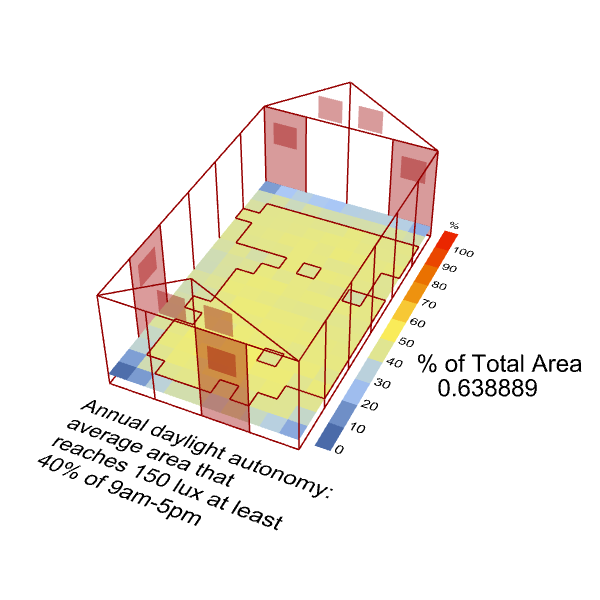 %
100
90
80
70
60
50
40
30
20
10
0
% of Total Area
0.638889
Annual daylight autonomy:
average area that
reaches 150 lux at least
40% of 9am-5pm